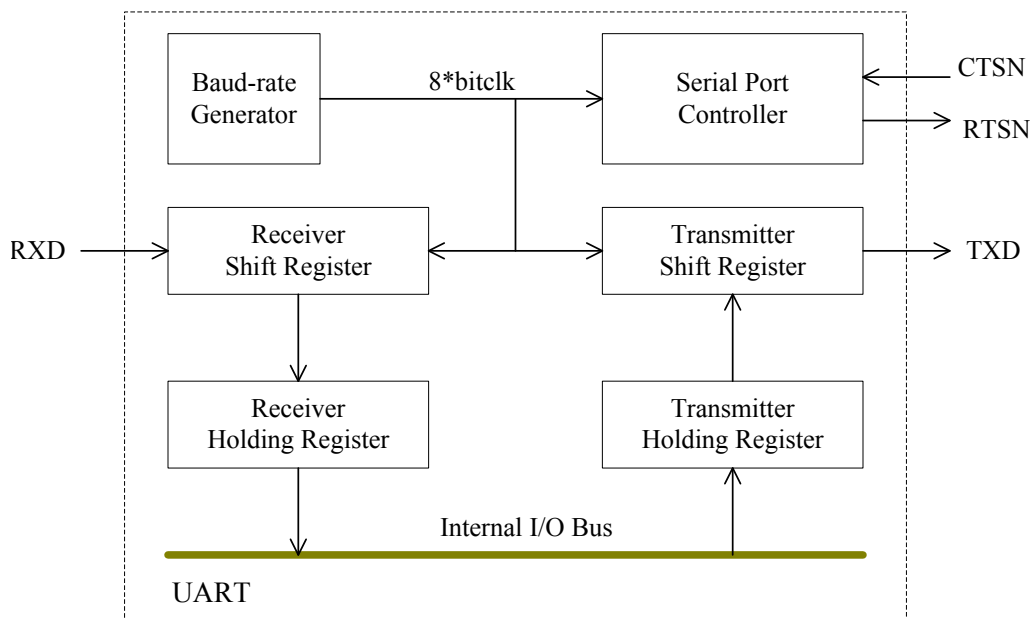 Baud-rate
Generator
8*bitclk
Serial Port
Controller
CTSN
RTSN
RXD
Receiver
Shift Register
Transmitter
Shift Register
TXD
Receiver
Holding Register
Transmitter
Holding Register
Internal I/O Bus
UART